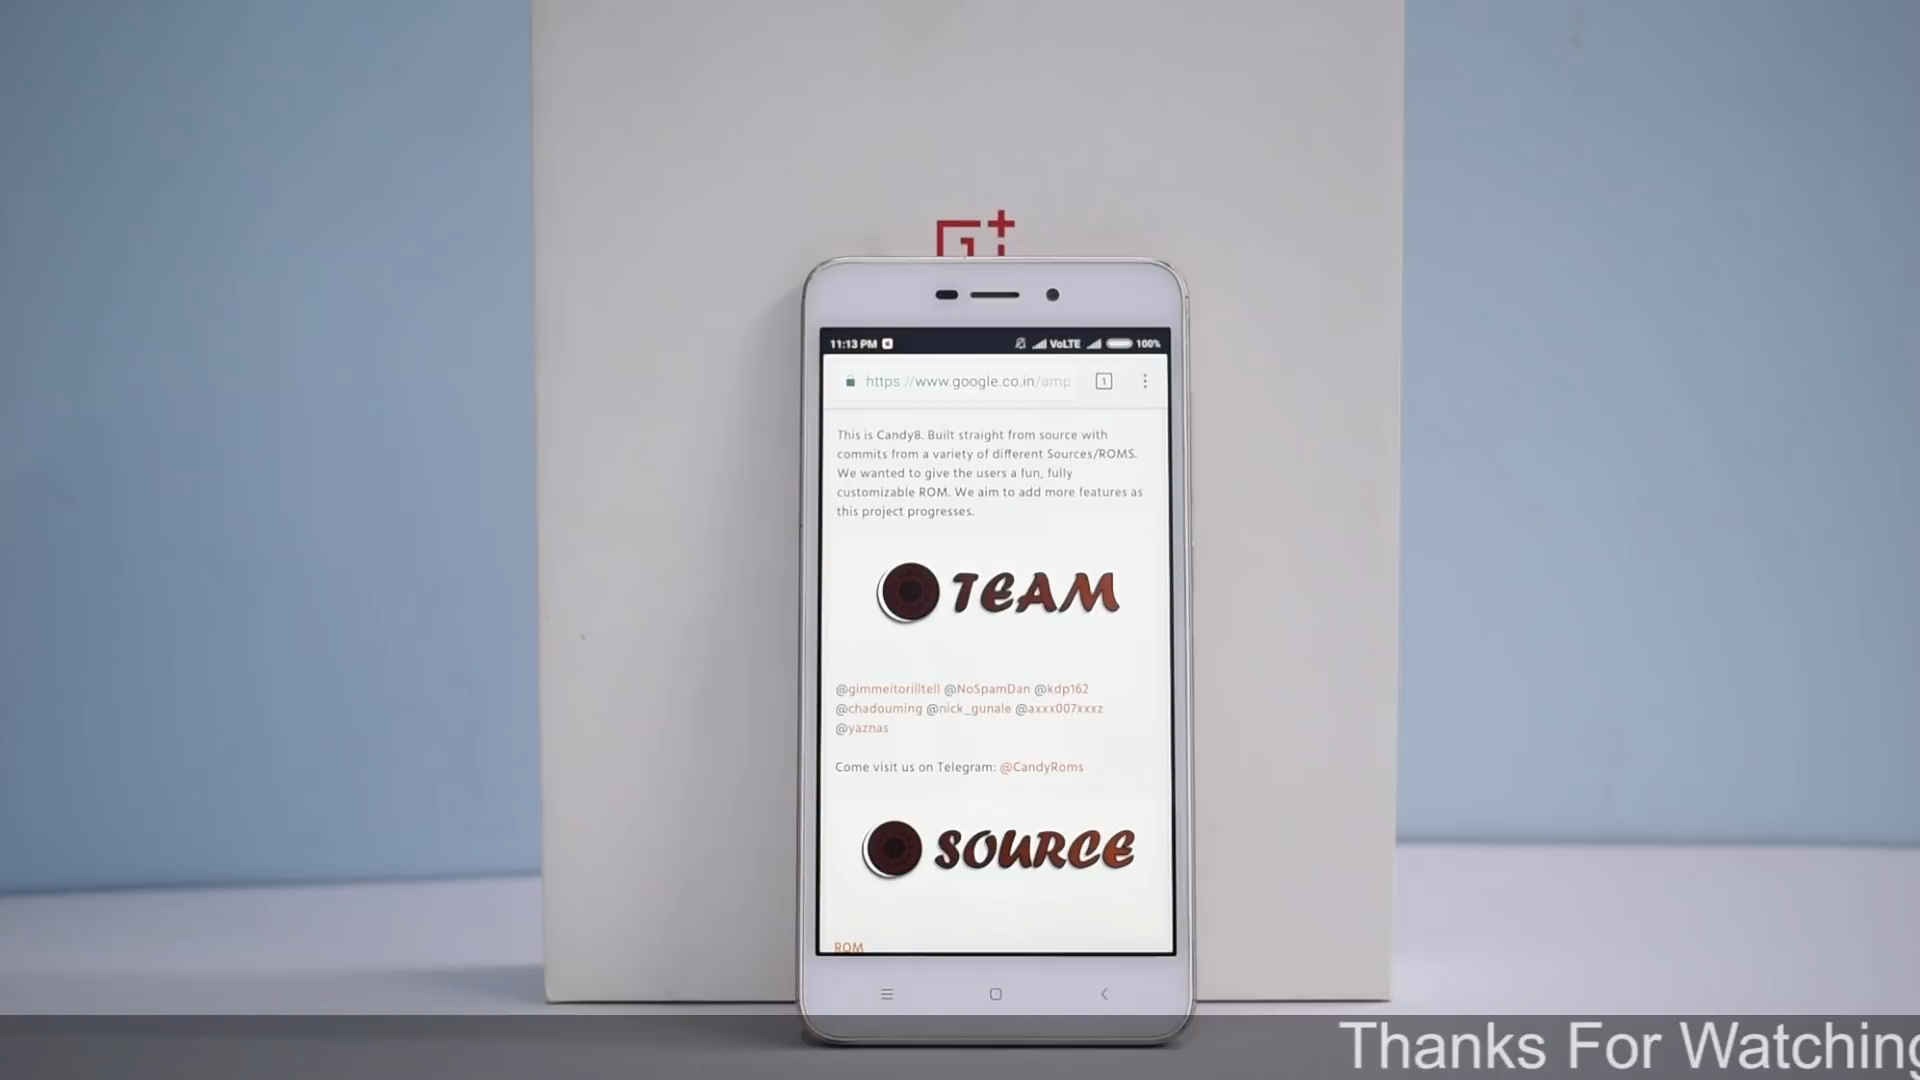 11:13 PM VoLTE 100%
https://www.google.co.in/amp 1
This is Candy8. Built straight from source with
commits from a variety of different Sources/ROMS.
We wanted to give the users a fun, fully
customizable ROM. We aim to add more features as
this project progresses.
TEAM
@gimmeitorilltell @NoSpamDan @kdp162
@chadouming @nick_gunale @axxx007xxxz
@yaznas
Come visit us on Telegram: @CandyRoms
SOURCE
ROM
Thanks For Watching